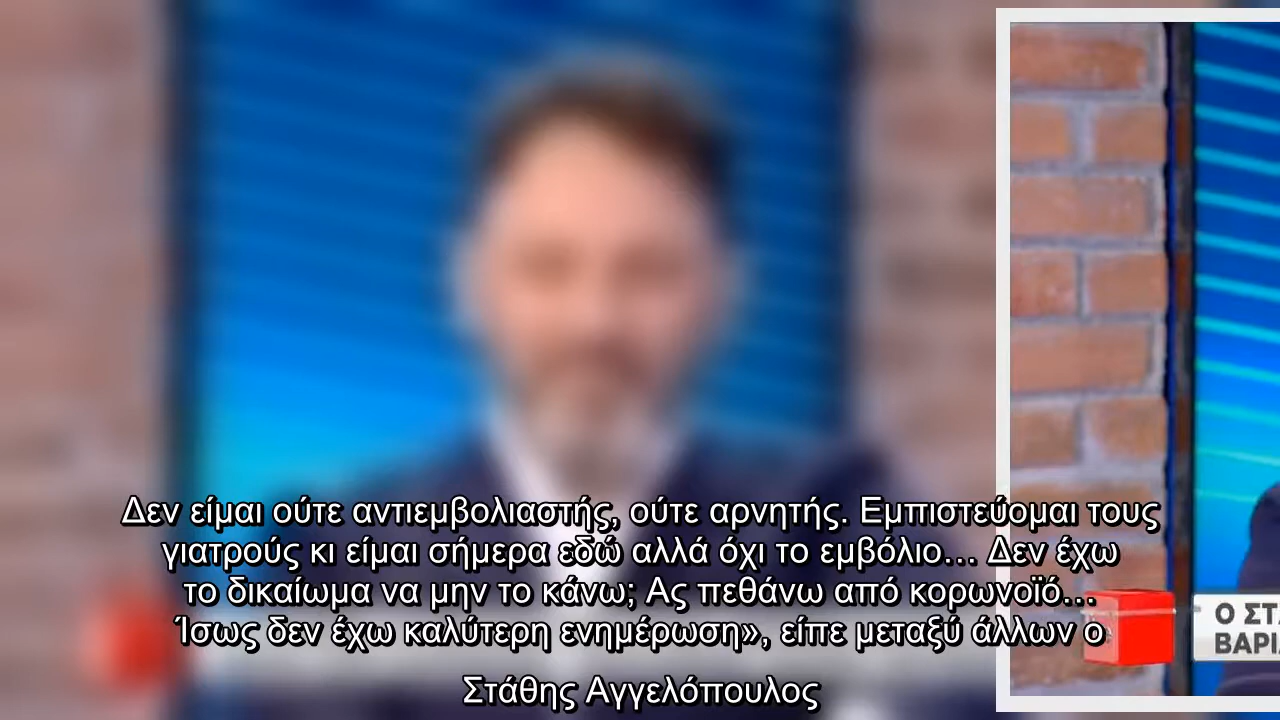 Δεν είμαι ούτε αντιεμβολιαστής, ούτε αρνητής. Εμπιστεύομαι τους
γιατρούς κι είμαι σήμερα εδώ αλλά όχι το εμβόλιο... Δεν έχω
το δικαίωμα να μην το κάνω; Ας πεθάνω από κορωνοϊό...
Ίσως δεν έχω καλύτερη ενημέρωση», είπε μεταξύ άλλων ο
Στάθης Αγγελόπουλος
Ο ΣΤΑ
ΒΑΡΙΔ